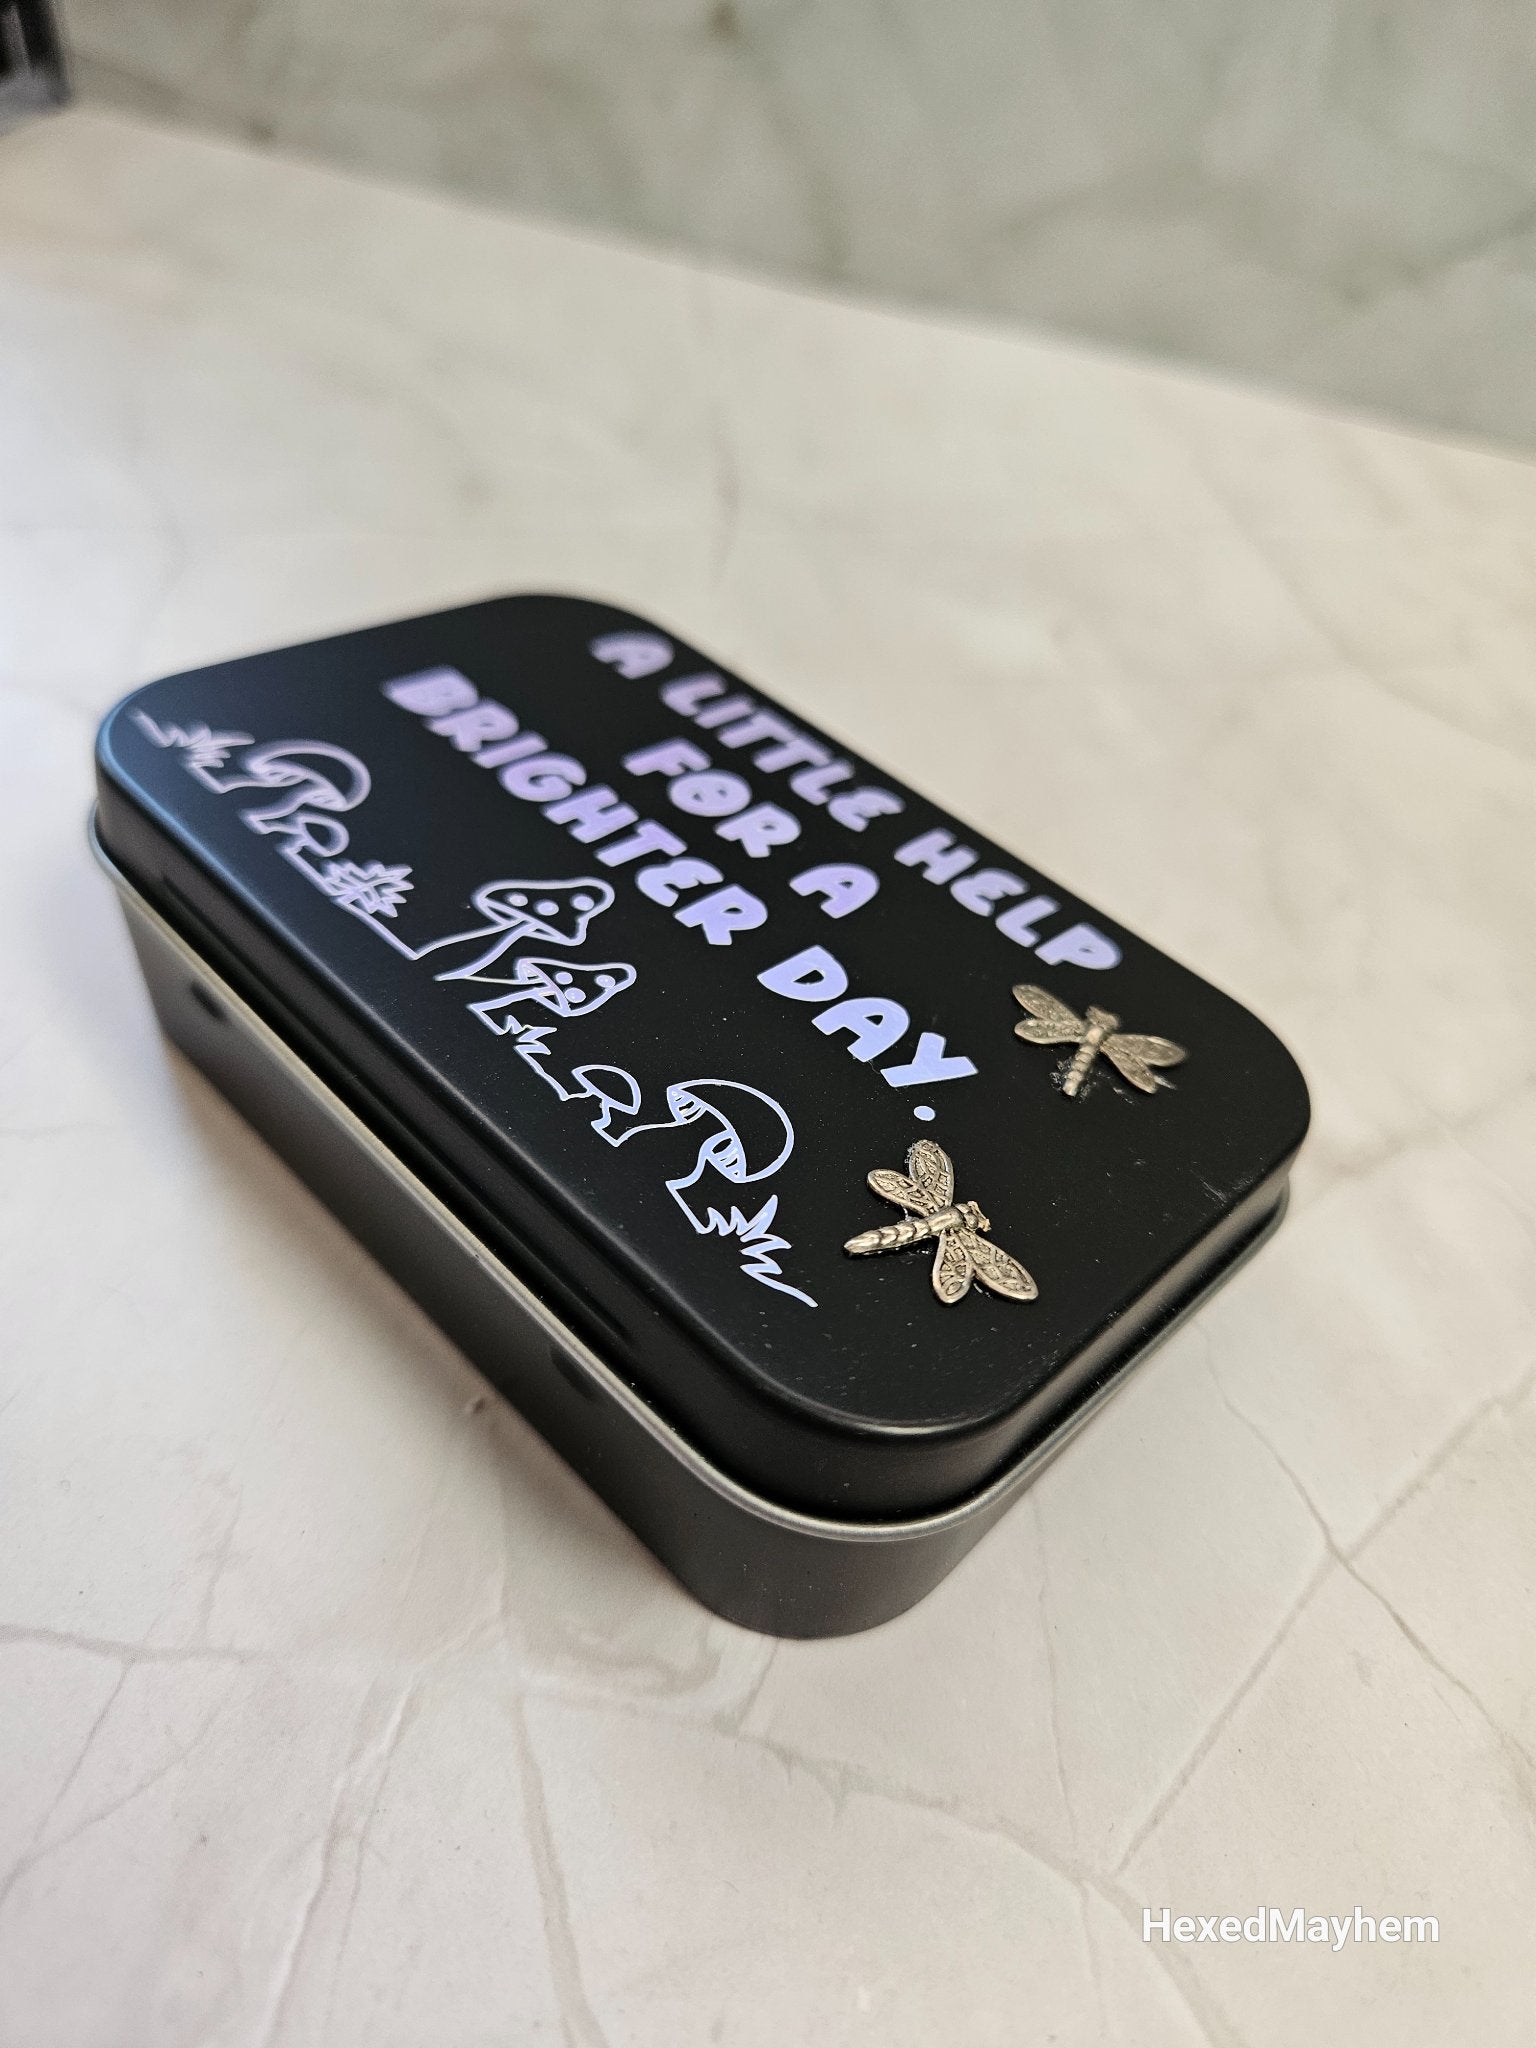 A LITTLE HELP
FOR A
BRIGHTER DAY.
HexedMayhem